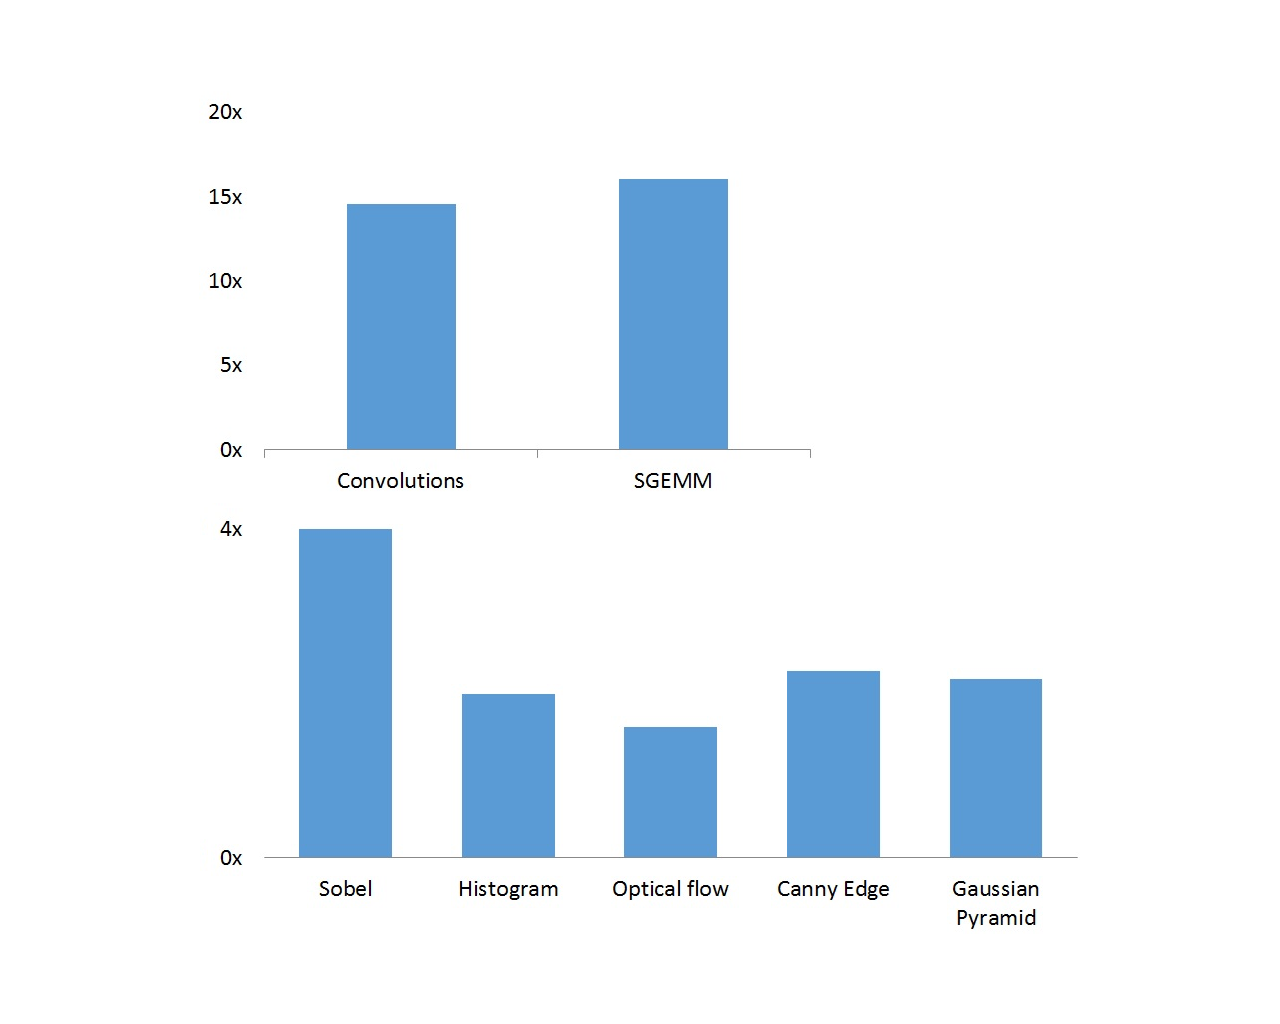 20x
15x
10x
5x
0x
Convolutions SGEMM
4x
0x
Sobel Histogram Optical flow Canny Edge Gaussian
Pyramid